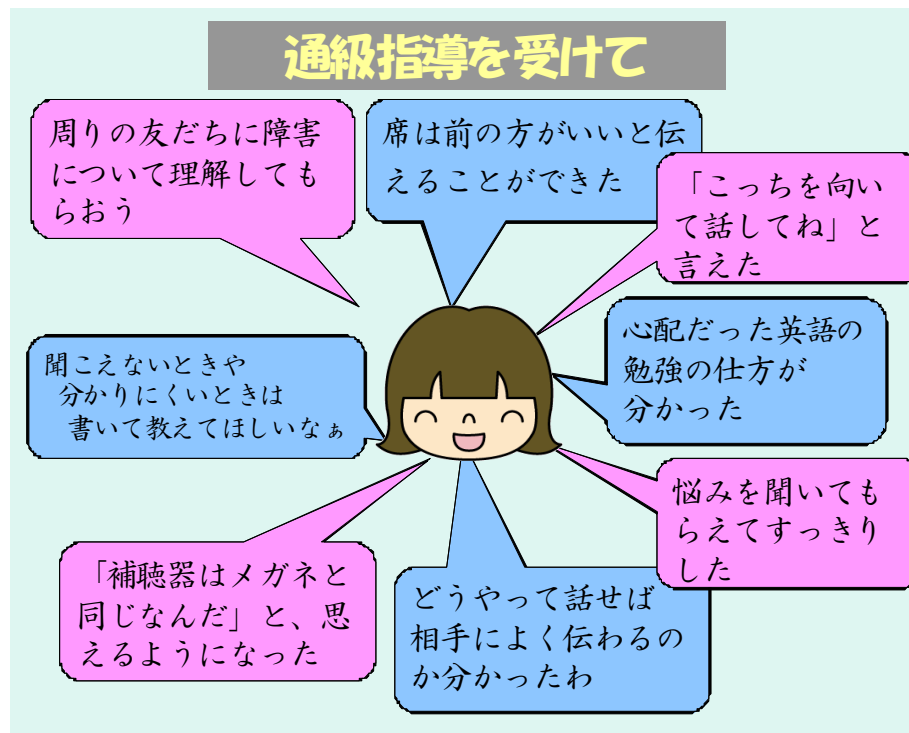 通級指導を受けて
周りの友だちに障害
について理解しても
らおう
席は前の方がいいと伝
えることができた
「こっちを向い
て話してね」と
言えた
聞こえないときや
分かりにくいときは
書いて教えてほしいなぁ
心配だった英語の
勉強の仕方が
分かった
悩みを聞いても
らえてすっきり
した
「補聴器はメガネと
同じなんだ」と、思
えるようになった
どうやって話せば
相手によく伝わるの
か分かったわ